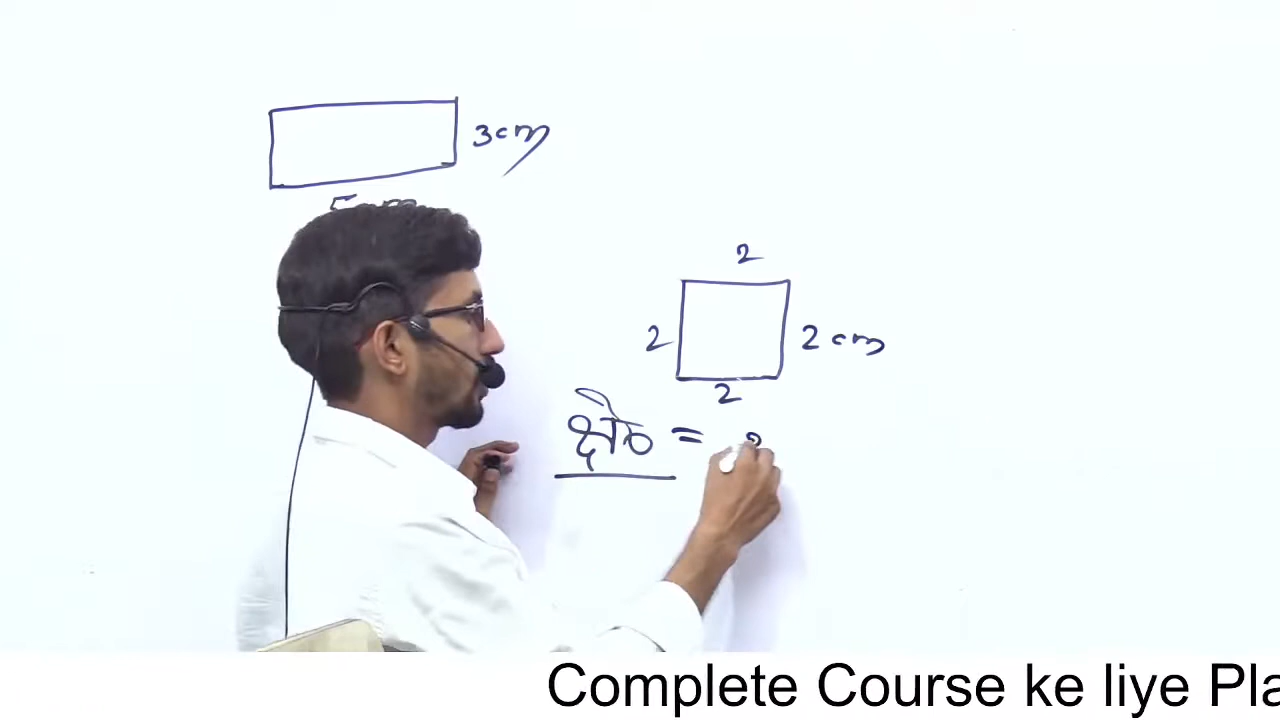 3cm
2
2
2 cm
2
क्षे० =
Complete Course ke liye Pla